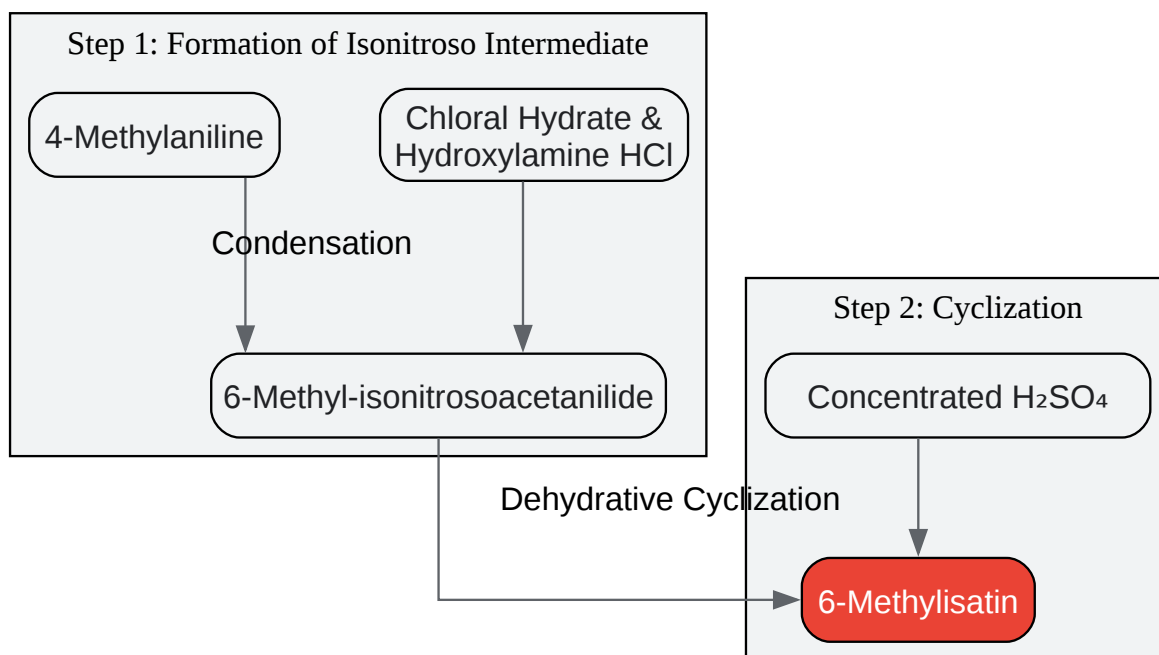 Step 1: Formation of Isonitroso Intermediate
4-Methylaniline
Chloral Hydrate &
Hydroxylamine HCl
Condensation
6-Methyl-isonitrosoacetanilide
Step 2: Cyclization
Concentrated H₂SO₄
Dehydrative Cyclization
6-Methylisatin